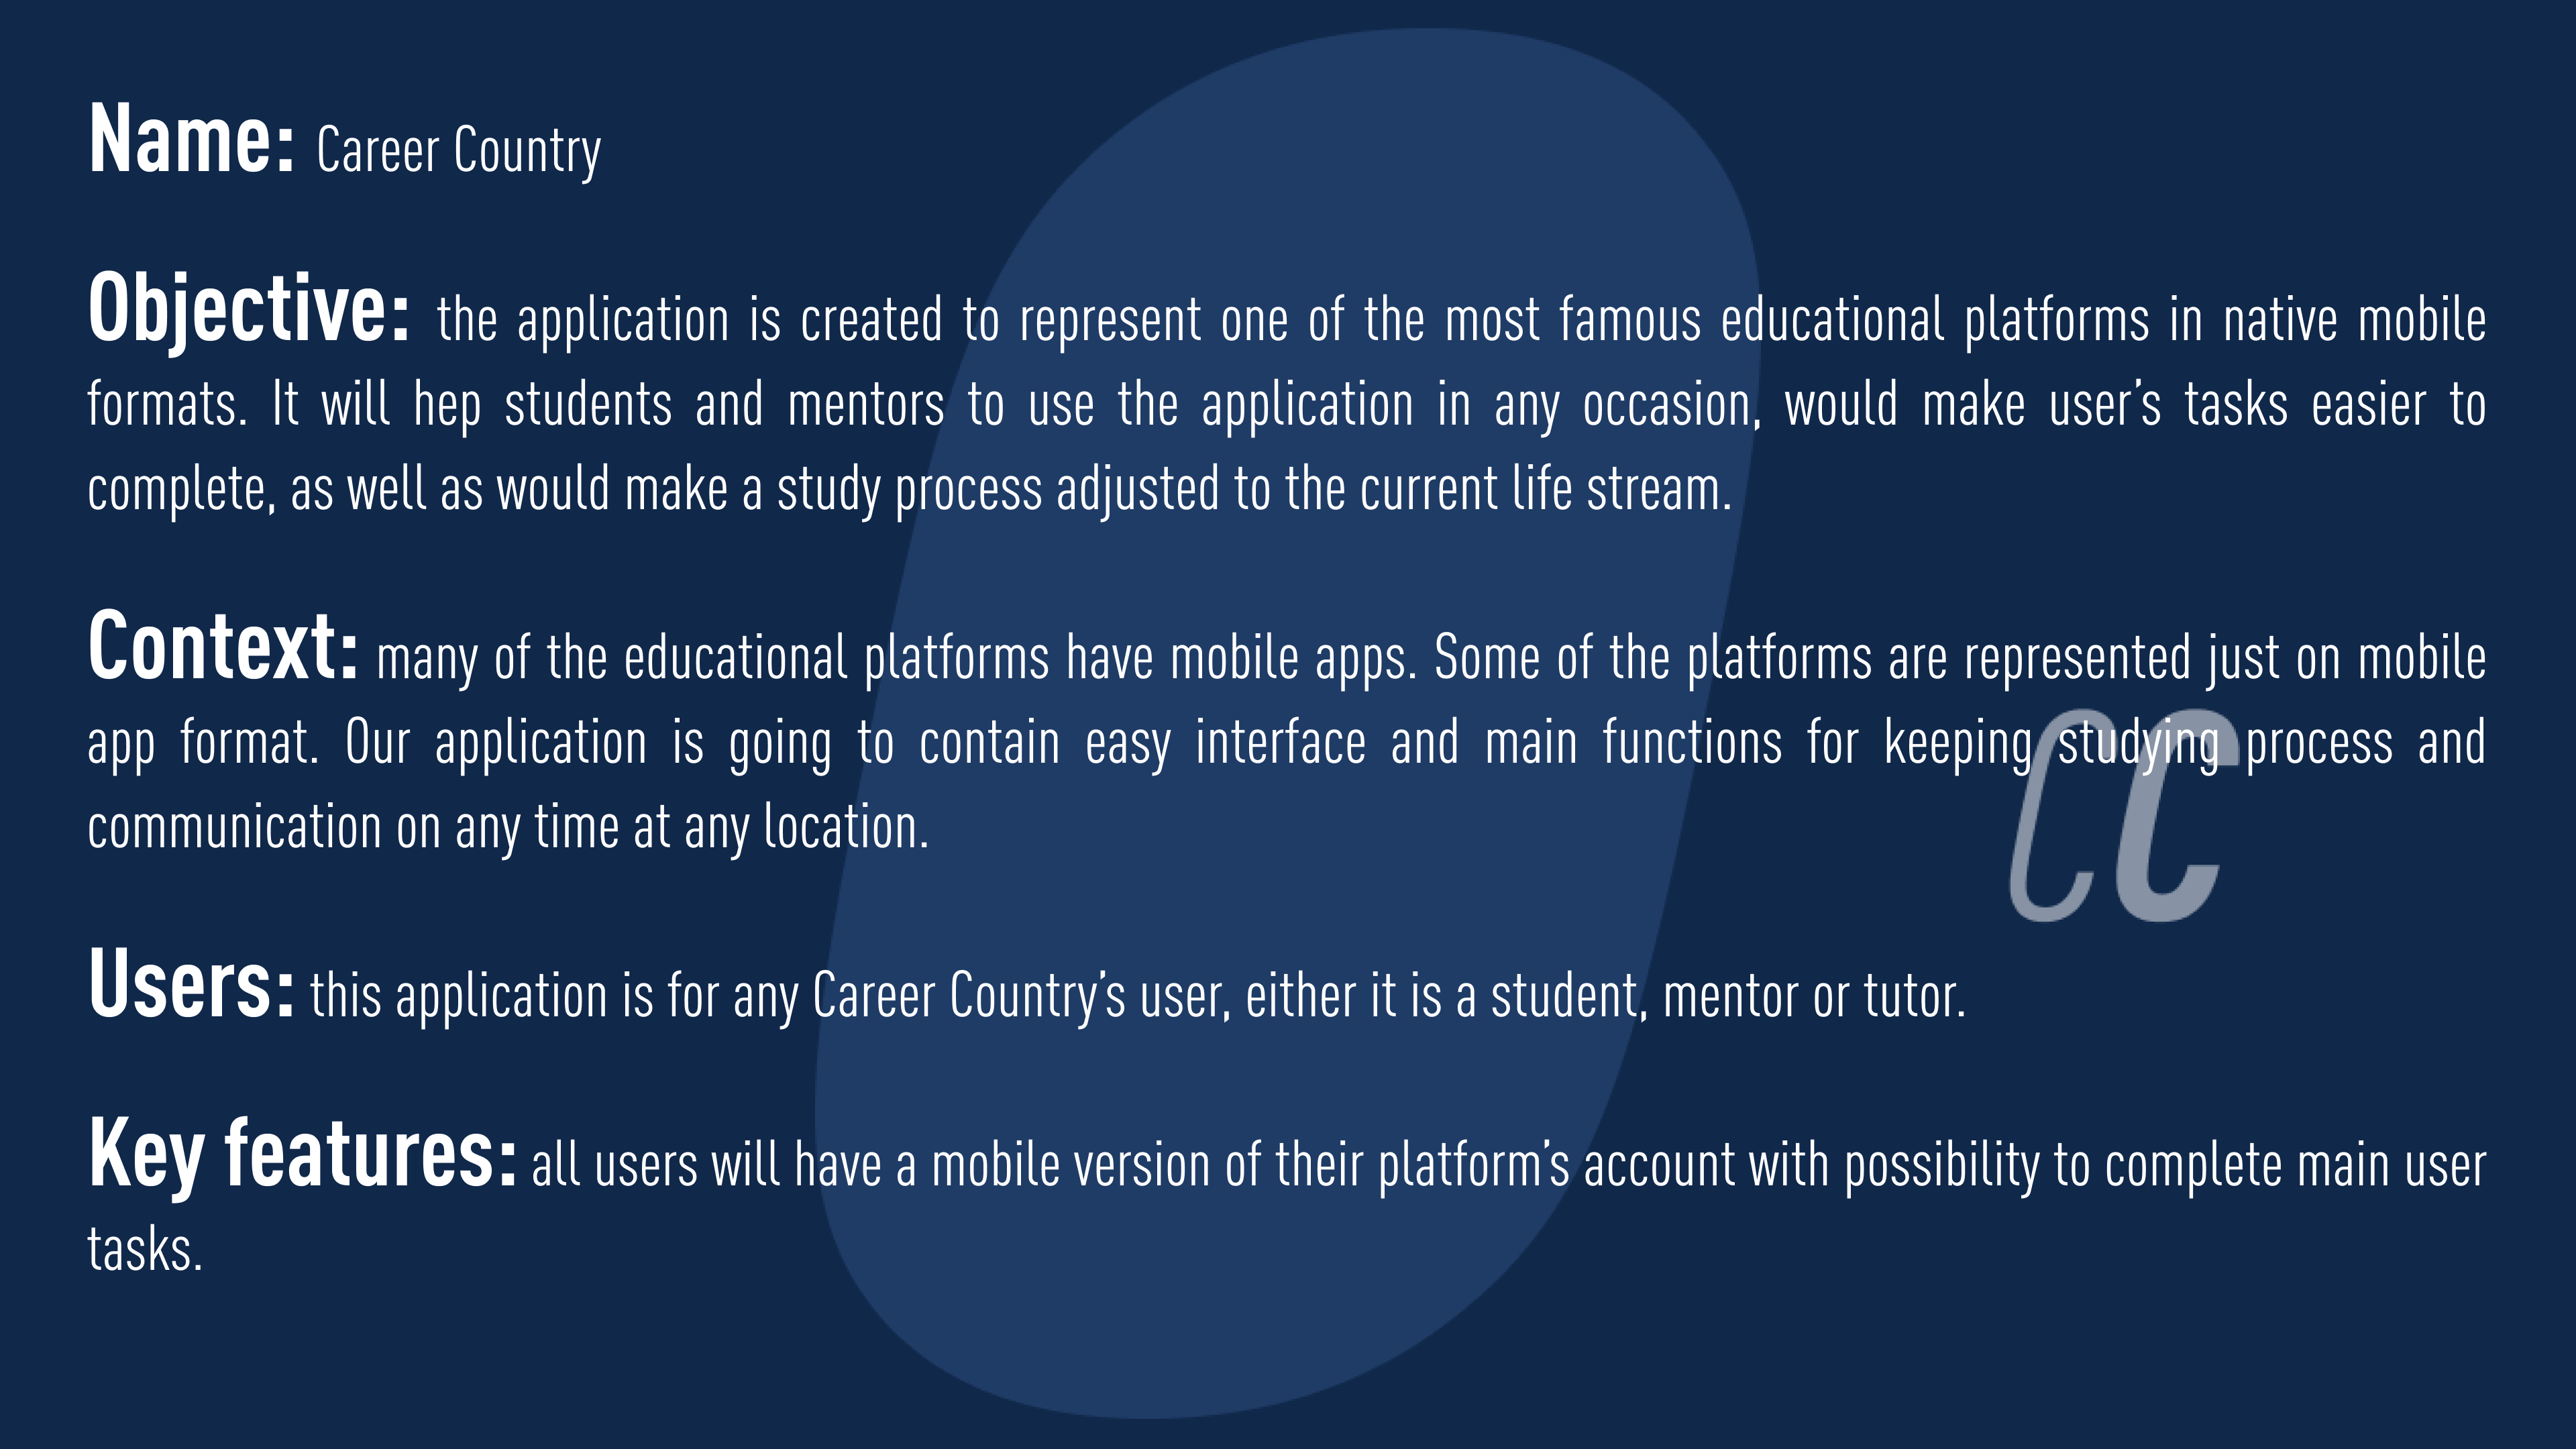 Name: Career Country
Objective: the application is created to represent one of the most famous educational platforms in native mobile
formats. It will hep students and mentors to use the application in any occasion, would make user’s tasks easier to
complete, as well as would make a study process adjusted to the current life stream.
Context: many of the educational platforms have mobile apps. Some of the platforms are represented just on mobile
app format. Our application is going to contain easy interface and main functions for keeping studying process and
communication on any time at any location.
CC
Users: this application is for any Career Country’s user, either it is a student, mentor or tutor.
Key features: all users will have a mobile version of their platform’s account with possibility to complete main user
tasks.